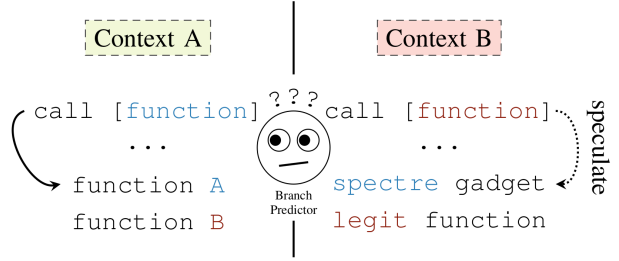 Context A
Context B
? ? ?
call [function]
call [function]
...
...
function A
spectre gadget
function B
legit function
Branch
Predictor
speculate